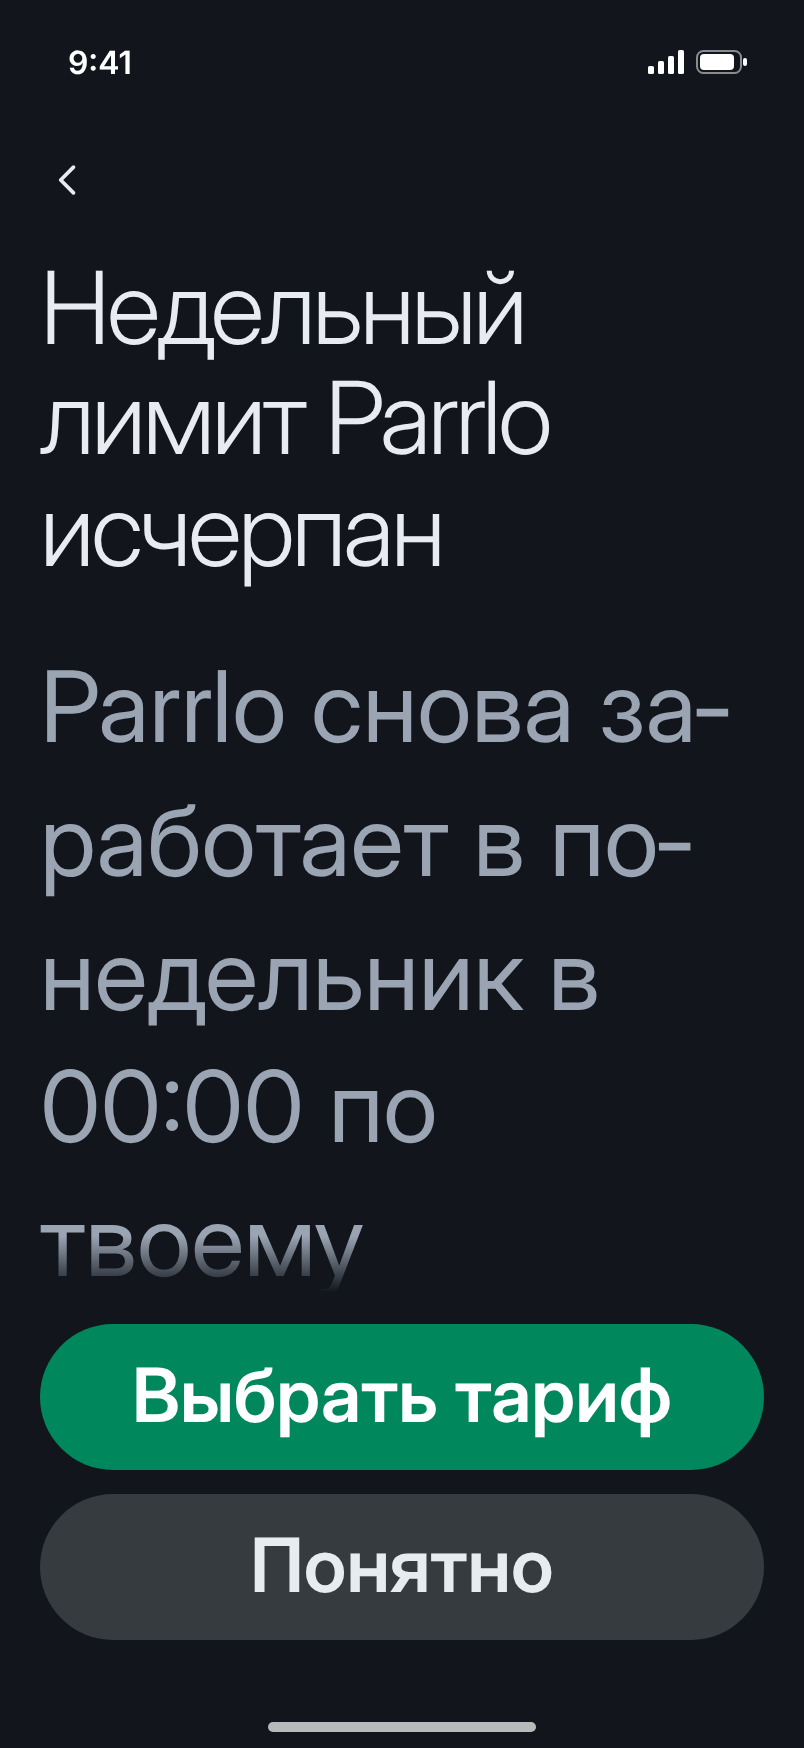 9:41
Недельный
лимит Parrlo
исчерпан
Parrlo снова за-
работает в по-
недельник в
00:00 по
твоему
Выбрать тариф
Понятно